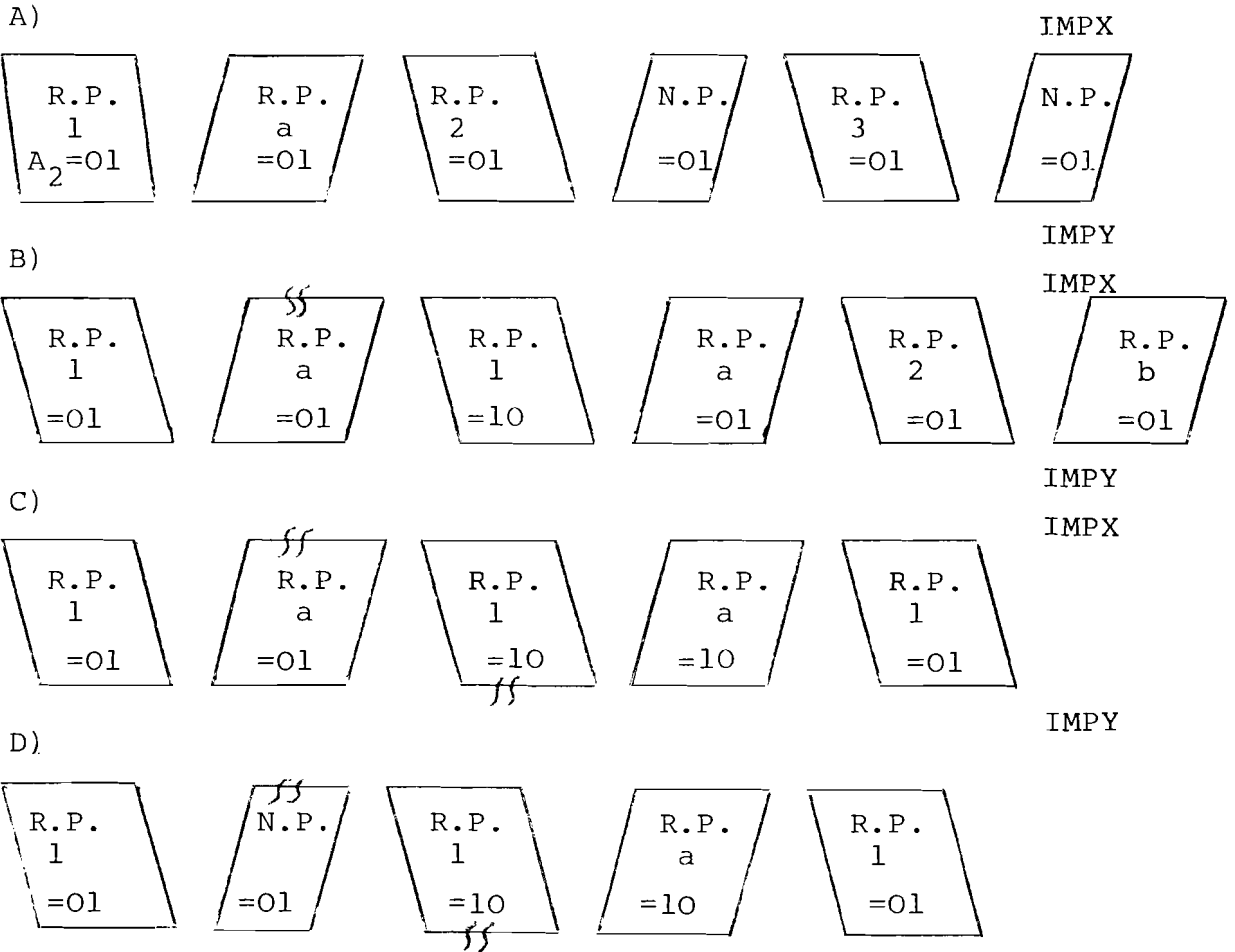 A)
IMPX
R.P. R.P. R.P. N.P. R.P. N.P.
1 a 2 3
A2=01 =01 =01 =01 =01 =01
IMPY
B)
IMPX
R.P. R.P. R.P. R.P. R.P. R.P.
1 a 1 a 2 b
=01 =01 =10 =01 =01 =01
IMPY
C)
IMPX
R.P. R.P. R.P. R.P. R.P.
1 a 1 a 1
=01 =01 =10 =10 =01
IMPY
D)
R.P. N.P. R.P. R.P. R.P.
1 1 a 1
=01 =01 =10 =10 =01